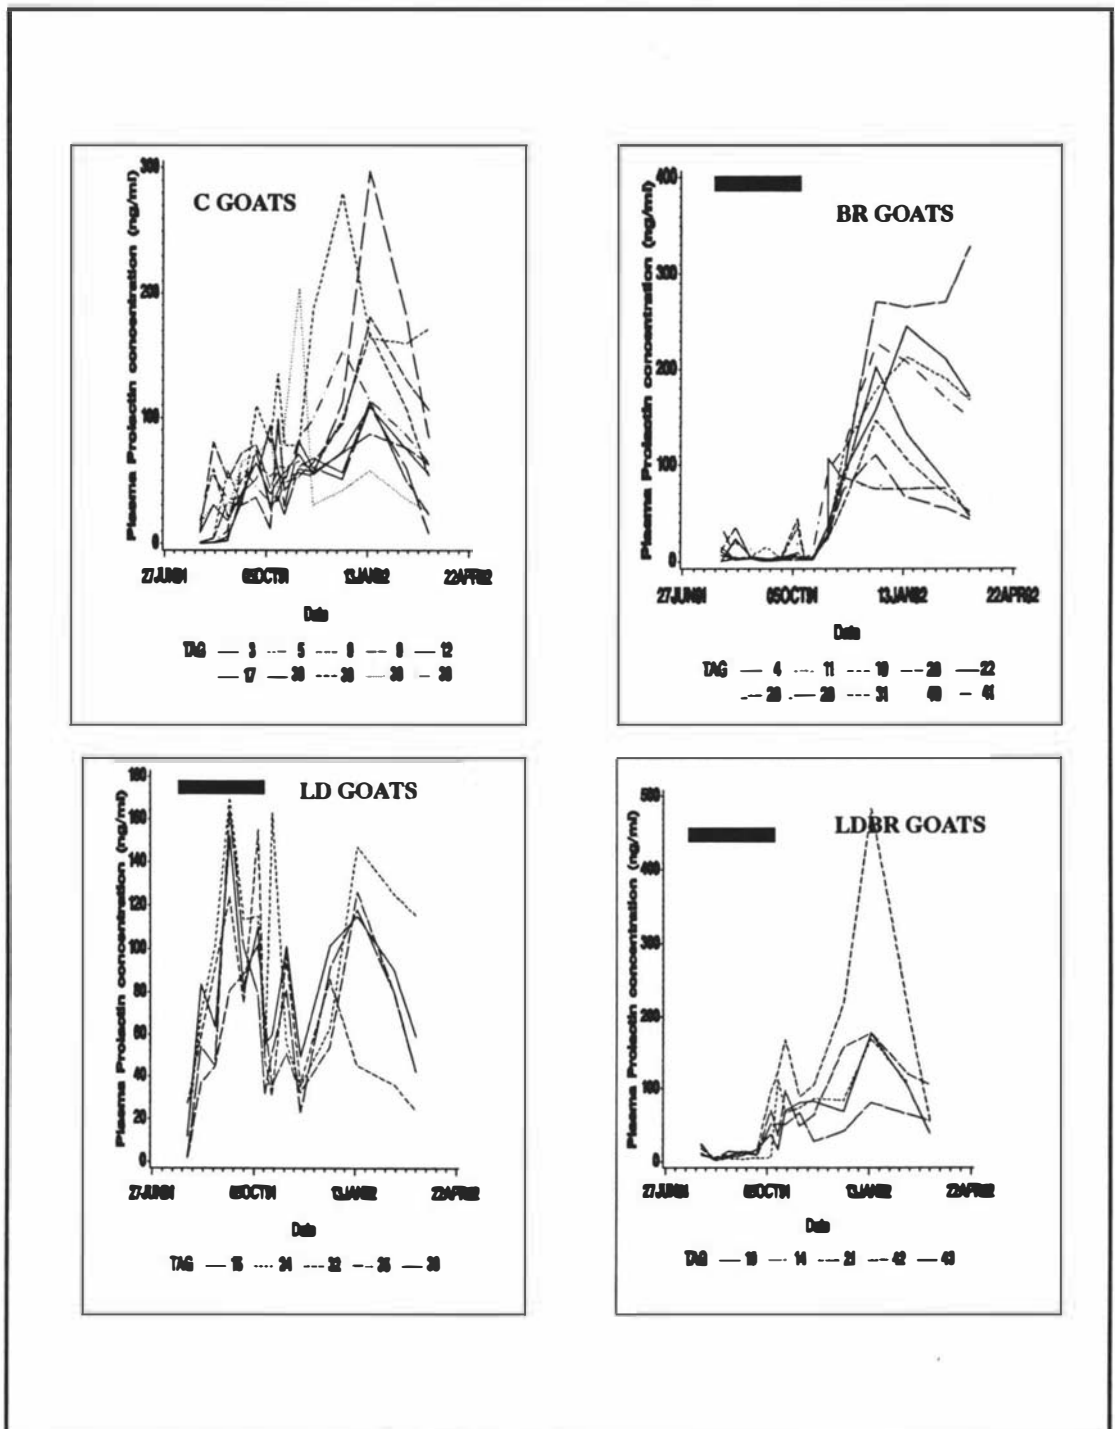 C GOATS
Plasma Prolactin concentration (ng/ml)
300
200
100
0
27JUN91 05OCT91 13JAN92 22APR92
Date
TAG 3 5 12
17
BR GOATS
Plasma Prolactin concentration (ng/ml)
400
300
200
100
0
27JUN91 05OCT91 13JAN92 22APR92
Date
TAG 4 11 22
31 41
LD GOATS
Plasma Prolactin concentration (ng/ml)
180
160
140
120
100
80
60
40
20
0
27JUN91 05OCT91 13JAN92 22APR92
Date
TAG
LDBR GOATS
Plasma Prolactin concentration (ng/ml)
500
400
300
200
100
0
27JUN91 05OCT91 13JAN92 22APR92
Date
TAG 14 21 42 43